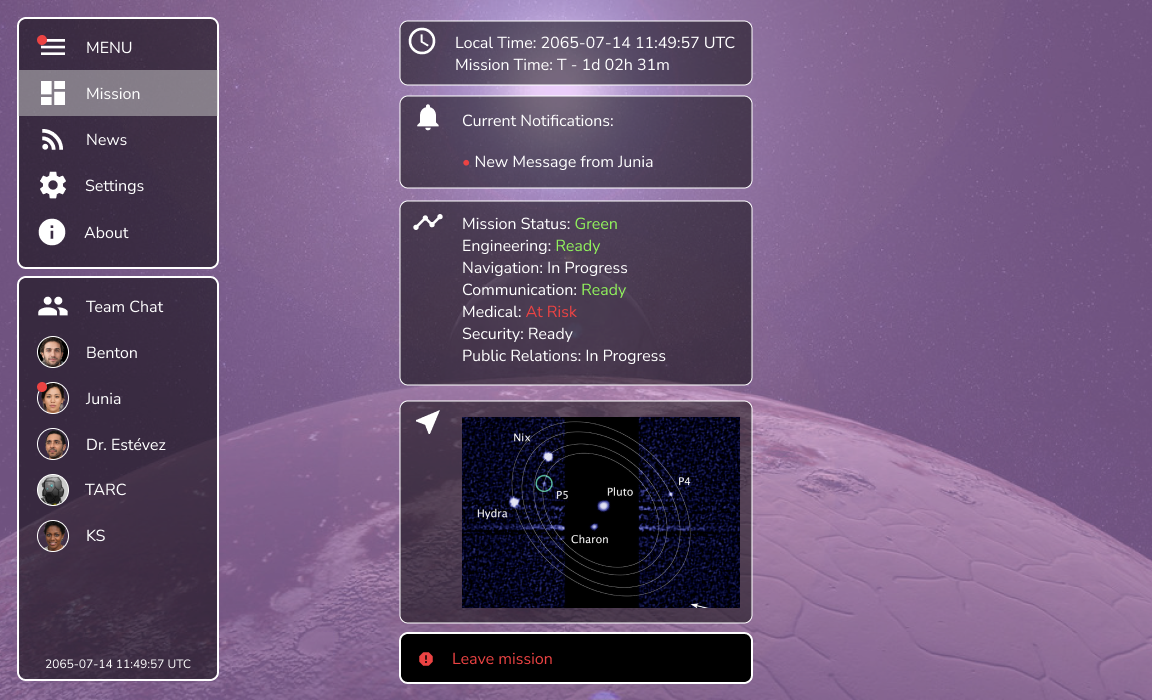 MENU
Mission
News
Settings
About
Team Chat
Benton
Junia
Dr. Estévez
TARC
KS
2065-07-14 11:49:57 UTC
Local Time: 2065-07-14 11:49:57 UTC
Mission Time: T - 1d 02h 31m
Current Notifications:
• New Message from Junia
Mission Status: Green
Engineering: Ready
Navigation: In Progress
Communication: Ready
Medical: At Risk
Security: Ready
Public Relations: In Progress
Nix
P4
Pluto
P5
Hydra
Charon
Leave mission